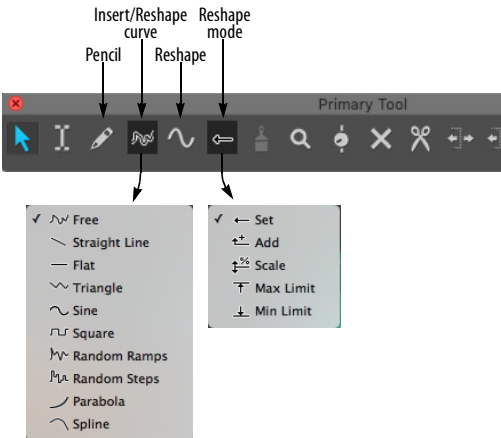 Insert/Reshape
curve
Reshape
mode
Pencil
Reshape
Primary Tool
✓ Free
Straight Line
Flat
Triangle
Sine
Square
Random Ramps
Random Steps
Parabola
Spline
✓ Set
Add
Scale
Max Limit
Min Limit